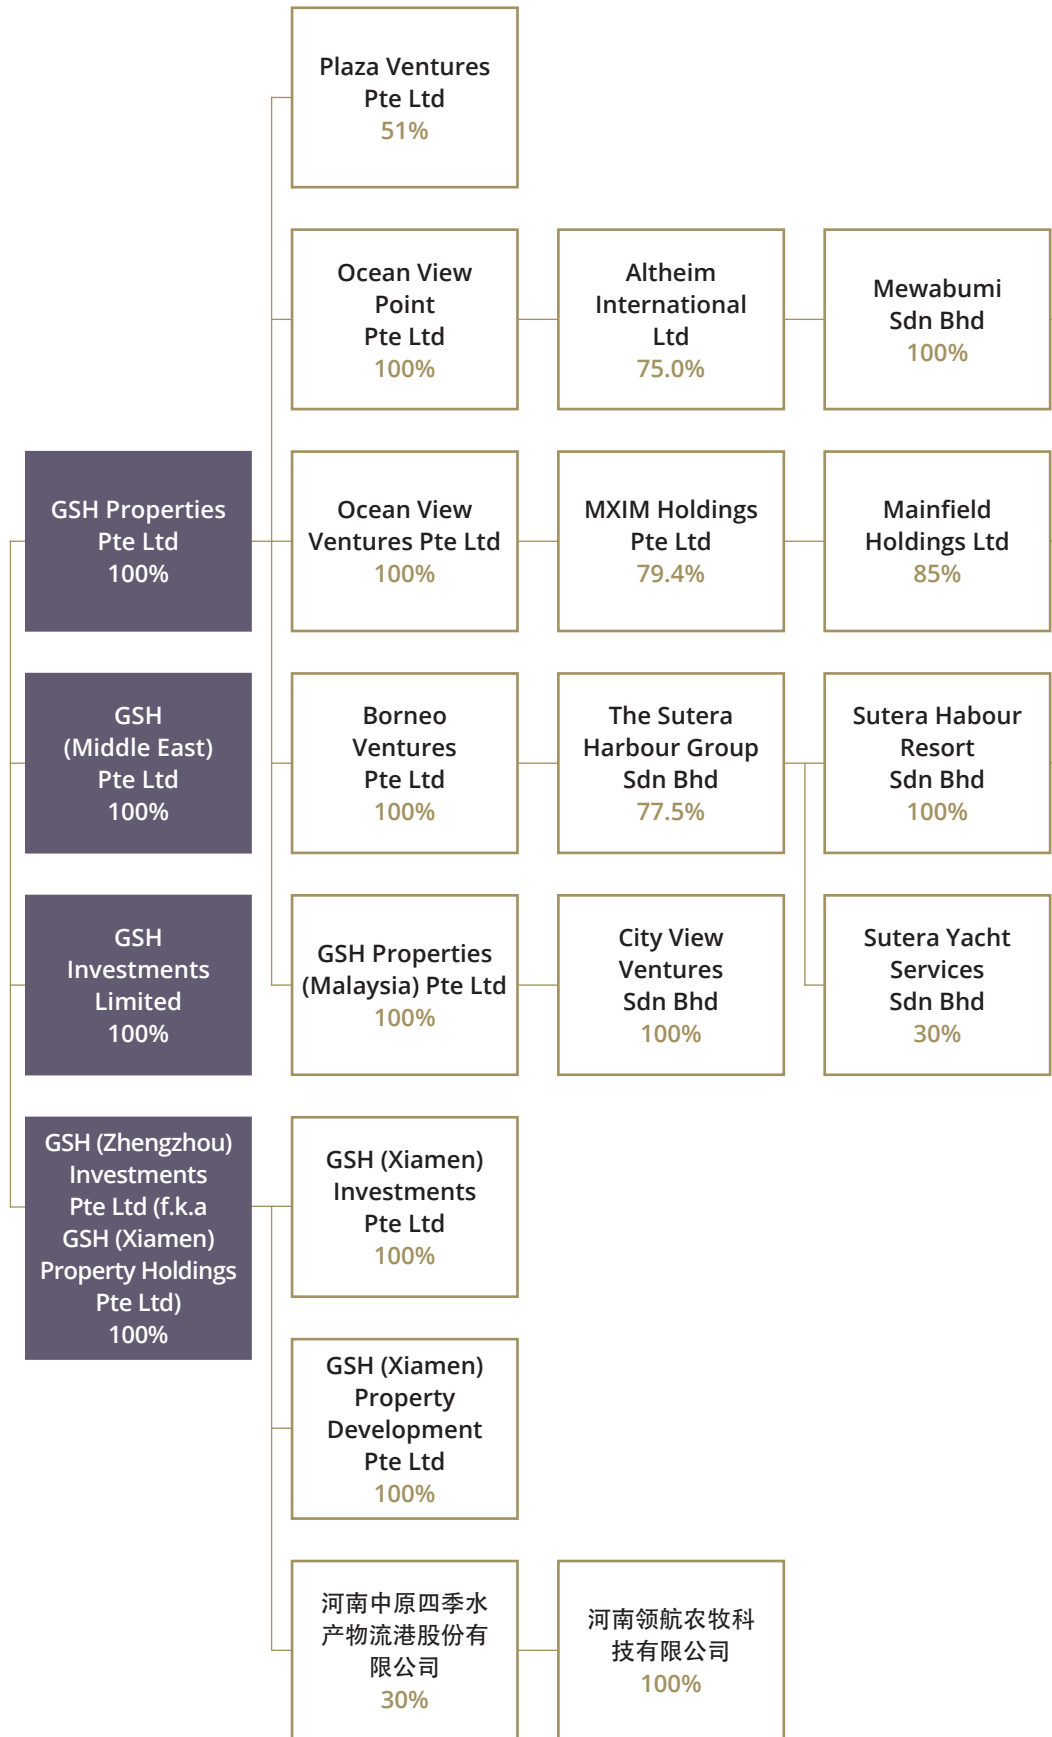 Plaza Ventures
Pte Ltd
51%
Ocean View
Point
Pte Ltd
100%
Altheim
International
Ltd
75.0%
Mewabumi
Sdn Bhd
100%
GSH Properties
Pte Ltd
100%
Ocean View
Ventures Pte Ltd
100%
MXIM Holdings
Pte Ltd
79.4%
Mainfield
Holdings Ltd
85%
GSH
(Middle East)
Pte Ltd
100%
Borneo
Ventures
Pte Ltd
100%
The Sutera
Harbour Group
Sdn Bhd
77.5%
Sutera Habour
Resort
Sdn Bhd
100%
GSH
Investments
Limited
100%
GSH Properties
(Malaysia) Pte Ltd
100%
City View
Ventures
Sdn Bhd
100%
Sutera Yacht
Services
Sdn Bhd
30%
GSH (Zhengzhou)
Investments
Pte Ltd (f.k.a
GSH (Xiamen)
Property Holdings
Pte Ltd)
100%
GSH (Xiamen)
Investments
Pte Ltd
100%
GSH (Xiamen)
Property
Development
Pte Ltd
100%
河南中原四季水
产物流港股份有
限公司
30%
河南领航农牧科
技有限公司
100%